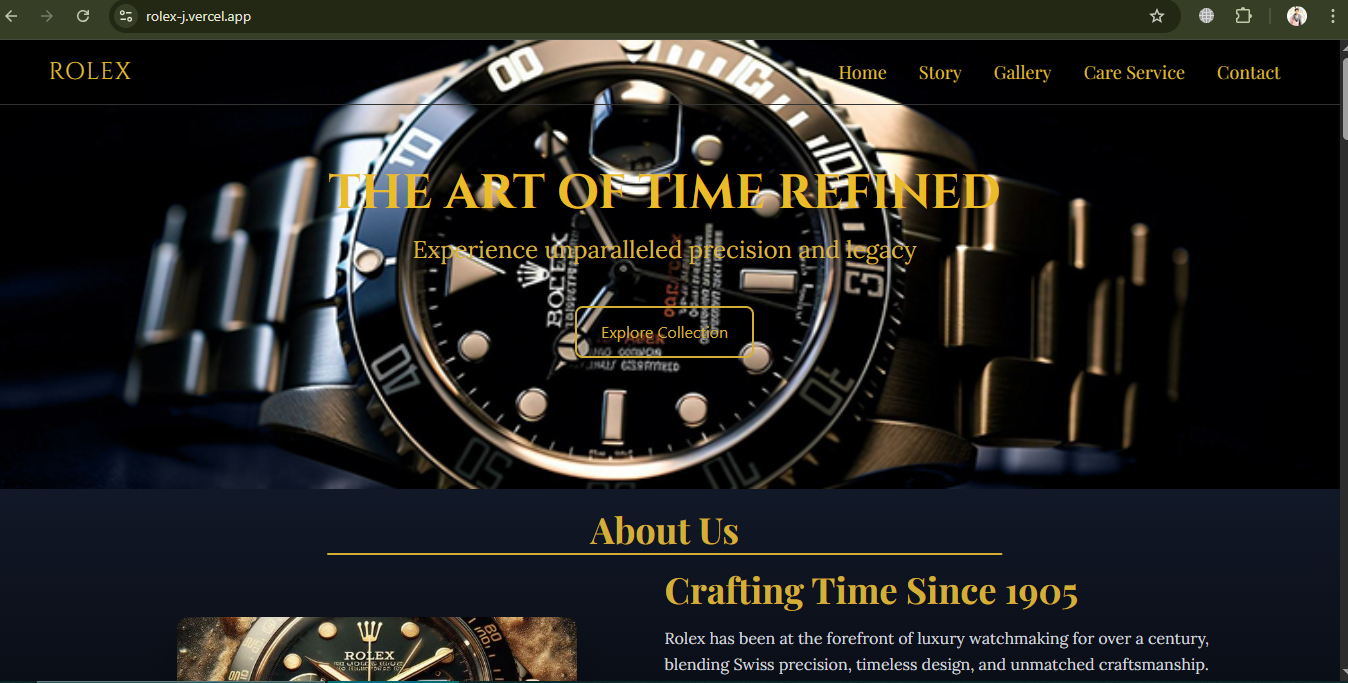 rolex-j.vercel.app
ROLEX
Home Story Gallery Care Service Contact
THE ART OF TIME REFINED
Experience unparalleled precision and legacy
Explore Collection
About Us
Crafting Time Since 1905
Rolex has been at the forefront of luxury watchmaking for over a century,
blending Swiss precision, timeless design, and unmatched craftsmanship.
ROLEX